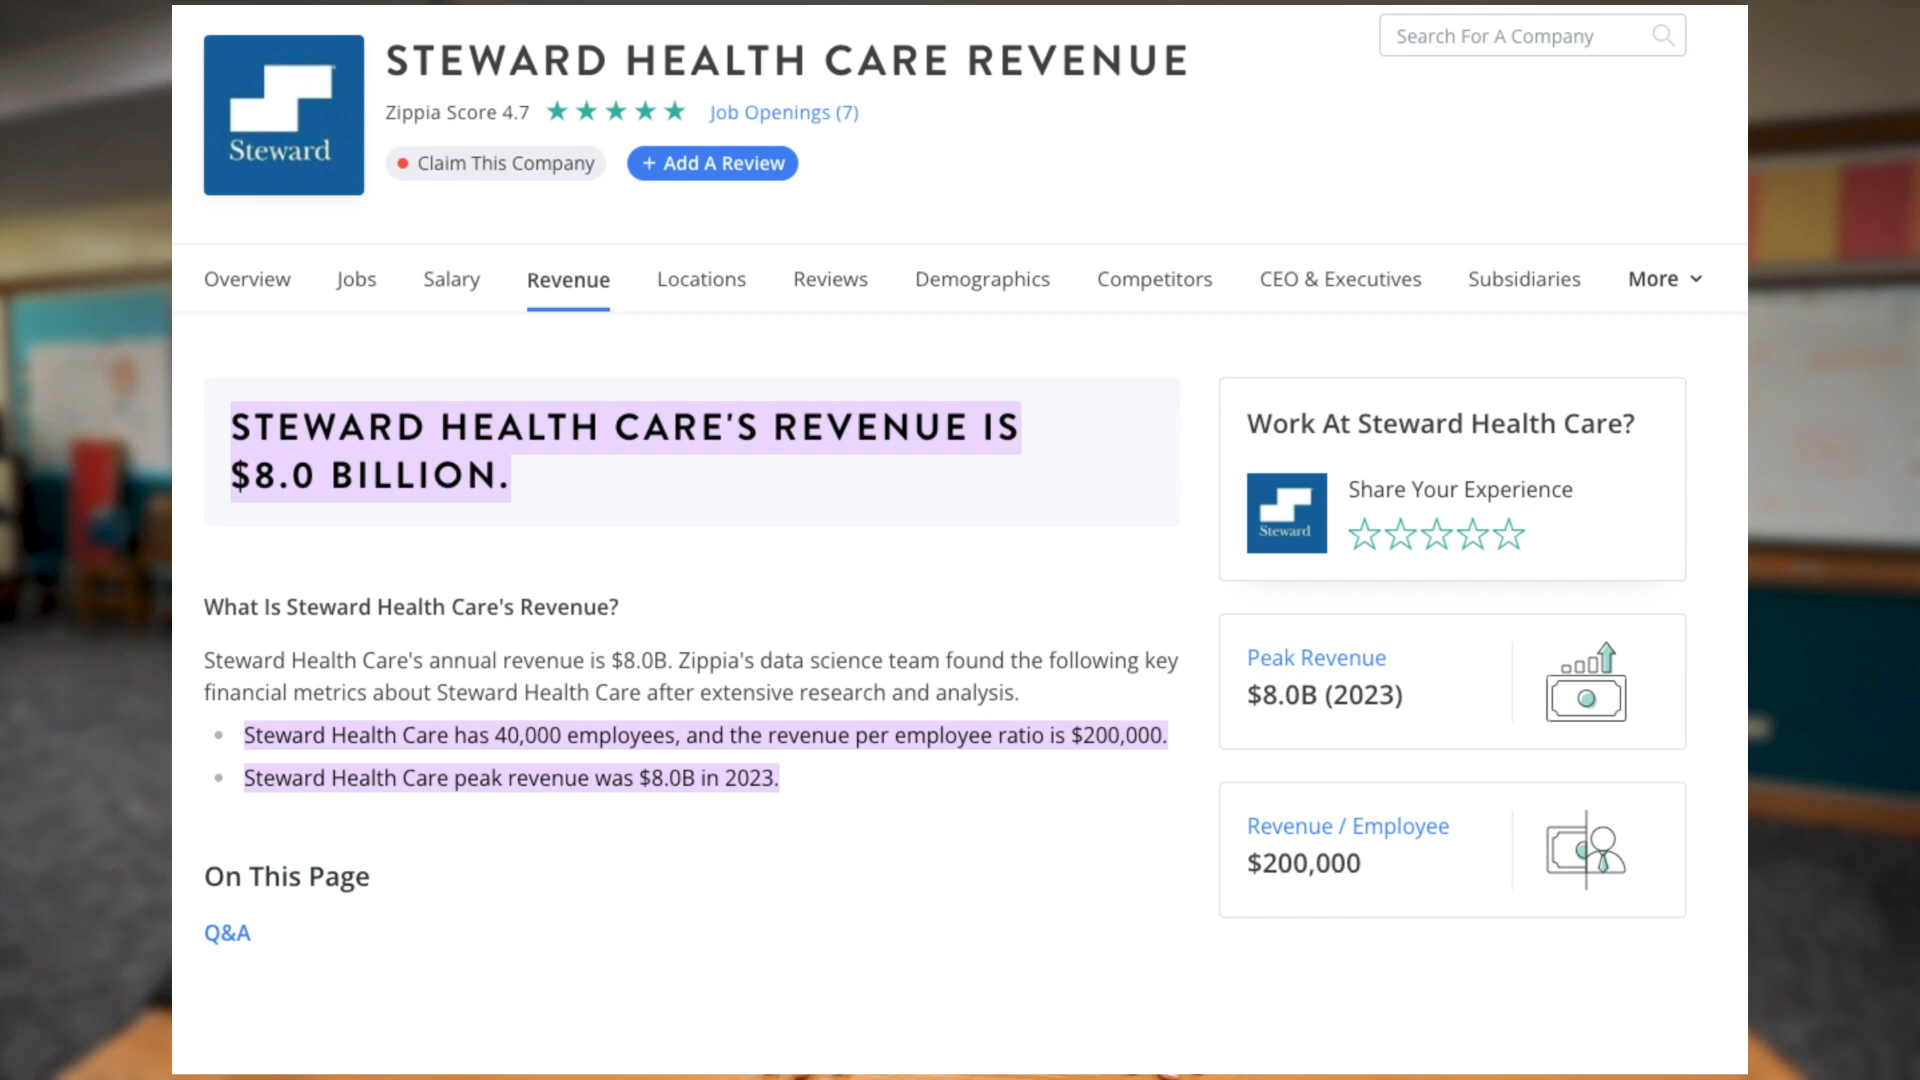 STEWARD HEALTH CARE REVENUE
Search For A Company
Zippia Score 4.7 Job Openings (7)
Claim This Company + Add A Review
Steward
Overview Jobs Salary Revenue Locations Reviews Demographics Competitors CEO & Executives Subsidiaries More
STEWARD HEALTH CARE'S REVENUE IS
$8.0 BILLION.
What Is Steward Health Care's Revenue?
Steward Health Care's annual revenue is $8.0B. Zippia's data science team found the following key
financial metrics about Steward Health Care after extensive research and analysis.
Steward Health Care has 40,000 employees, and the revenue per employee ratio is $200,000.
Steward Health Care peak revenue was $8.0B in 2023.
On This Page
Q&A
Work At Steward Health Care?
Share Your Experience
Steward
Peak Revenue
$8.0B (2023)
Revenue / Employee
$200,000